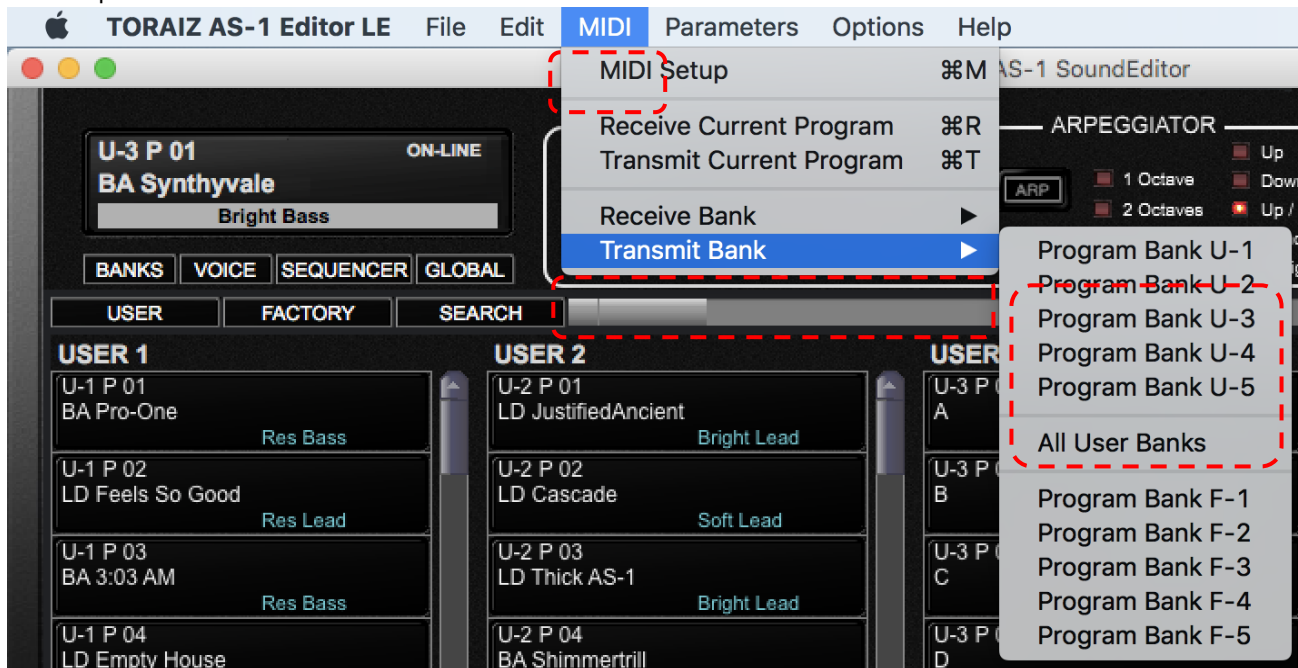 TORAIZ AS-1 Editor LE File Edit MIDI Parameters Options Help
MIDI Setup ⌘M
AS-1 SoundEditor
Receive Current Program ⌘R
Transmit Current Program ⌘T
Receive Bank ▶
Transmit Bank ▶
U-3 P 01 ON-LINE
BA Synthyvale
Bright Bass
BANKS VOICE SEQUENCER GLOBAL
ARPEGGIATOR
ARP
1 Octave
2 Octaves
Up
Down
Up /
Program Bank U-1
Program Bank U-2
Program Bank U-3
Program Bank U-4
Program Bank U-5
All User Banks
Program Bank F-1
Program Bank F-2
Program Bank F-3
Program Bank F-4
Program Bank F-5
USER FACTORY SEARCH
USER 1
U-1 P 01
BA Pro-One
Res Bass
U-1 P 02
LD Feels So Good
Res Lead
U-1 P 03
BA 3:03 AM
Res Bass
U-1 P 04
LD Empty House
USER 2
U-2 P 01
LD JustifiedAncient
Bright Lead
U-2 P 02
LD Cascade
Soft Lead
U-2 P 03
LD Thick AS-1
Bright Lead
U-2 P 04
BA Shimmertrill
USER
U-3 P
A
U-3 P
B
U-3 P
C
U-3 P
D